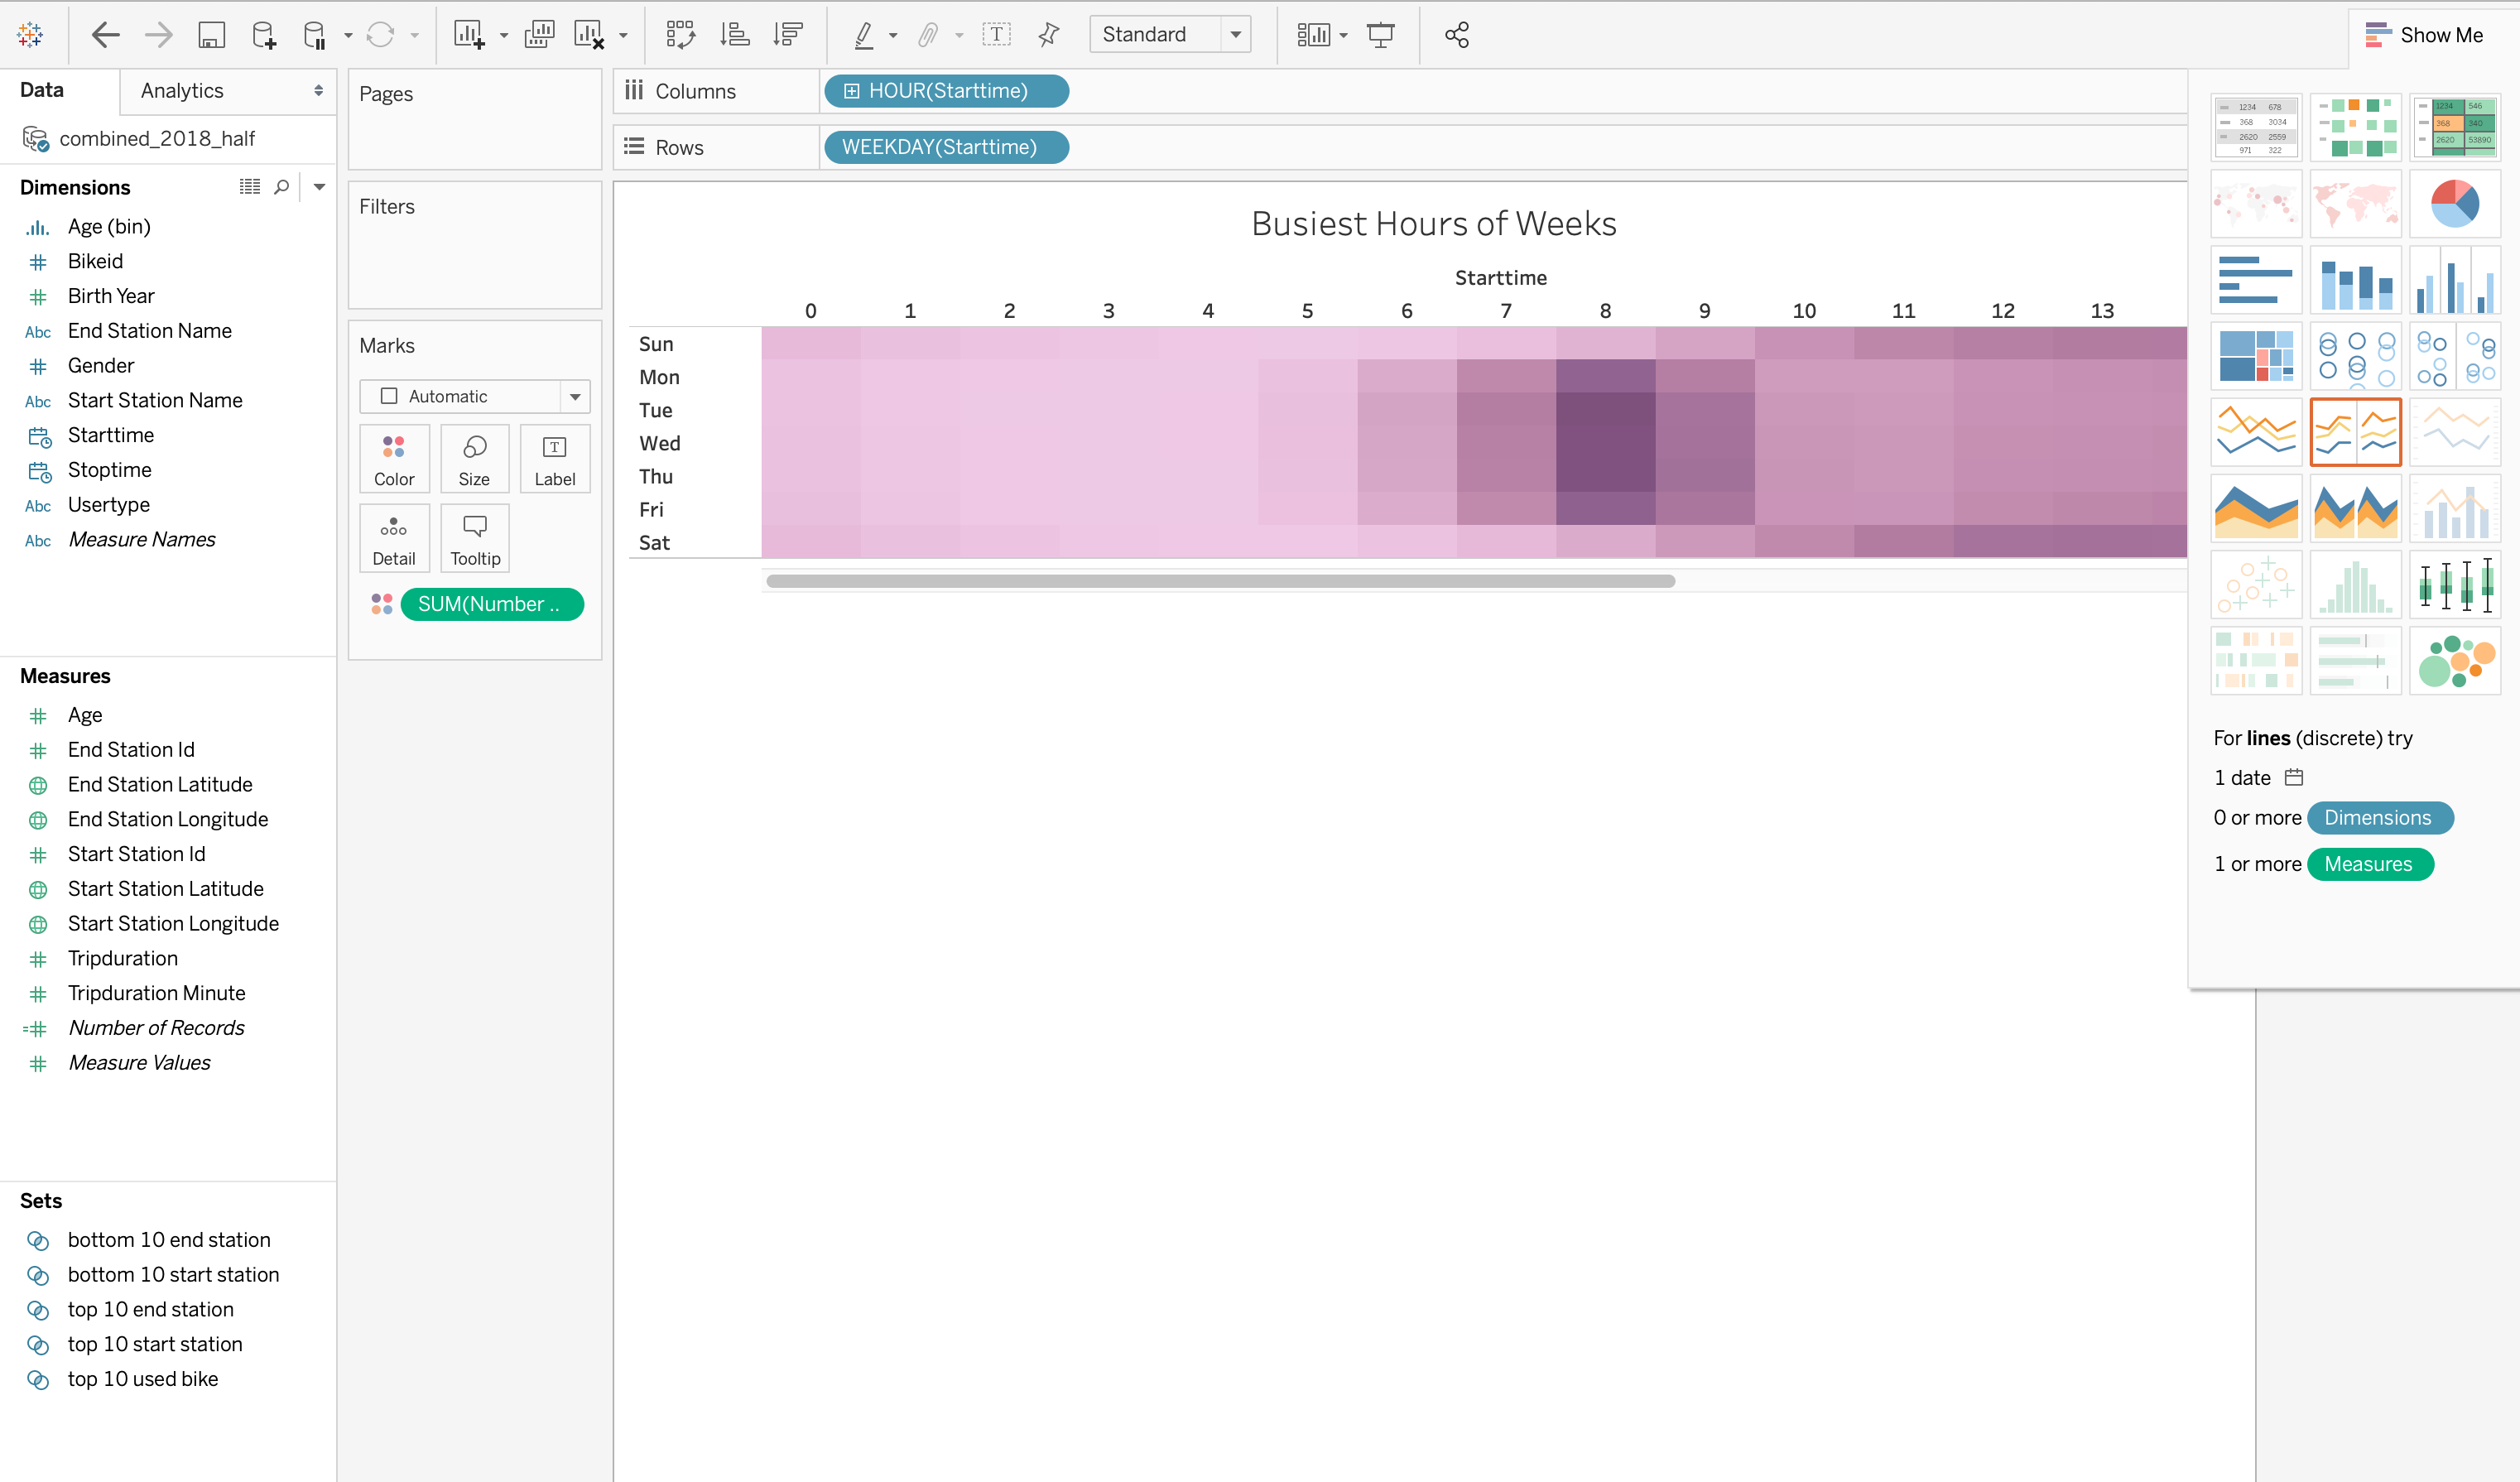 Standard
Show Me
Data
Analytics
combined_2018_half
Dimensions
Age (bin)
Bikeid
Birth Year
Abc End Station Name
Gender
Abc Start Station Name
Starttime
Stoptime
Abc Usertype
Abc Measure Names
Measures
Age
End Station Id
End Station Latitude
End Station Longitude
Start Station Id
Start Station Latitude
Start Station Longitude
Tripduration
Tripduration Minute
Number of Records
Measure Values
Sets
bottom 10 end station
bottom 10 start station
top 10 end station
top 10 start station
top 10 used bike
Pages
Filters
Marks
Automatic
Color Size Label
Detail Tooltip
SUM(Number ..
Columns HOUR(Starttime)
Rows WEEKDAY(Starttime)
Busiest Hours of Weeks
Starttime
0 1 2 3 4 5 6 7 8 9 10 11 12 13
Sun
Mon
Tue
Wed
Thu
Fri
Sat
1234 678
368 3034
2620 2559
971 322
1234 546
368 340
2620 53890
For lines (discrete) try
1 date
0 or more Dimensions
1 or more Measures